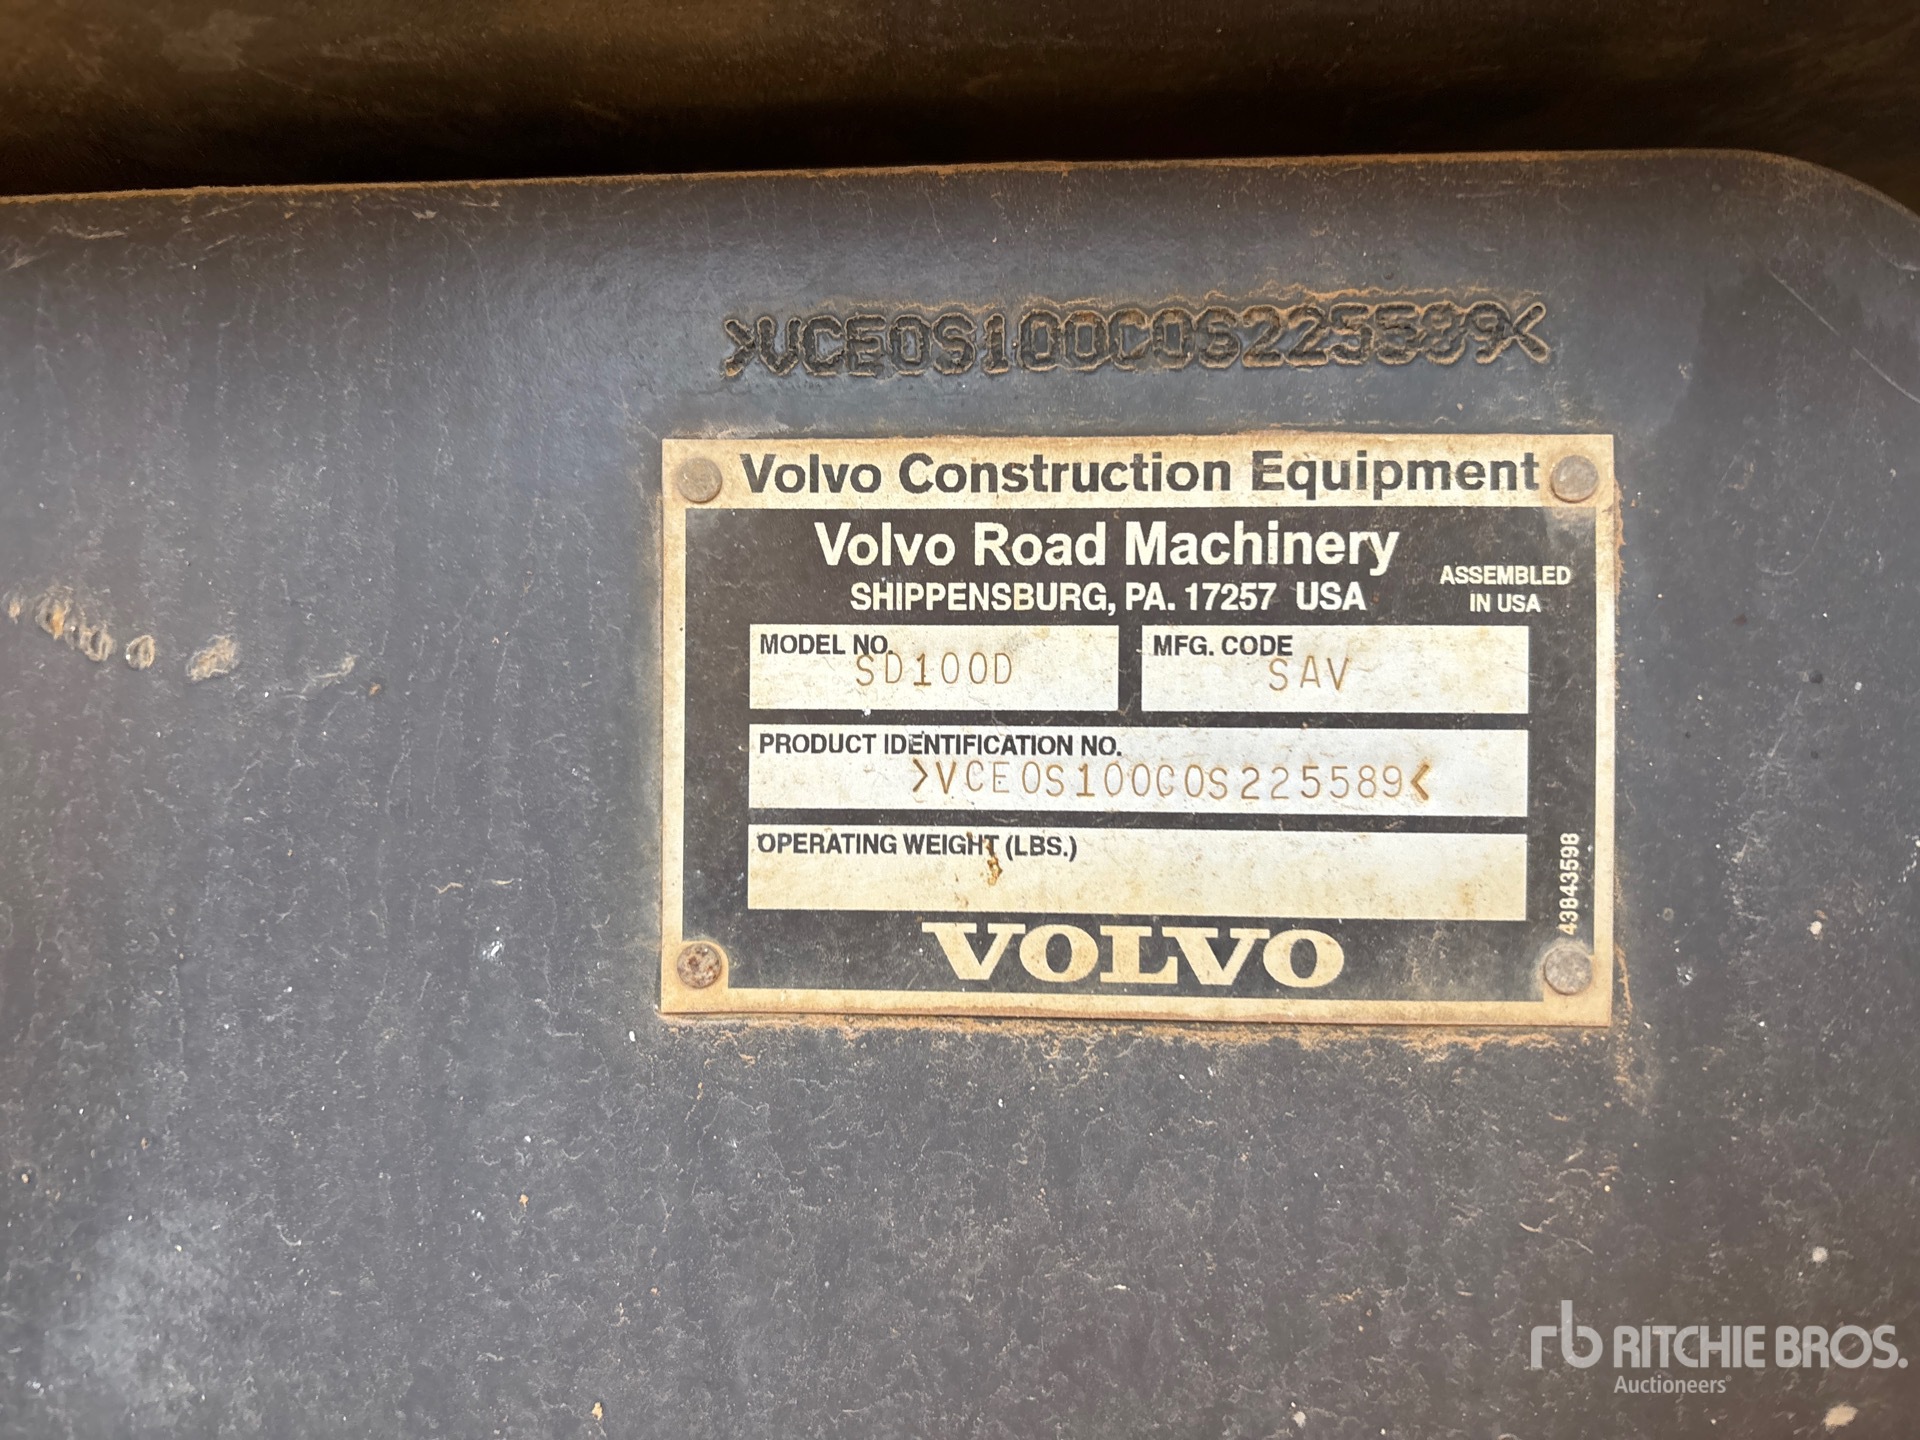 >VCE0S100C0S225589<
Volvo Construction Equipment
Volvo Road Machinery
SHIPPENSBURG, PA. 17257 USA
ASSEMBLED
IN USA
MODEL NO.
SD100D
MFG. CODE
SAV
PRODUCT IDENTIFICATION NO.
>VCE0S100C0S225589<
OPERATING WEIGHT (LBS.)
43843598
VOLVO
rb RITCHIE BROS.
Auctioneers